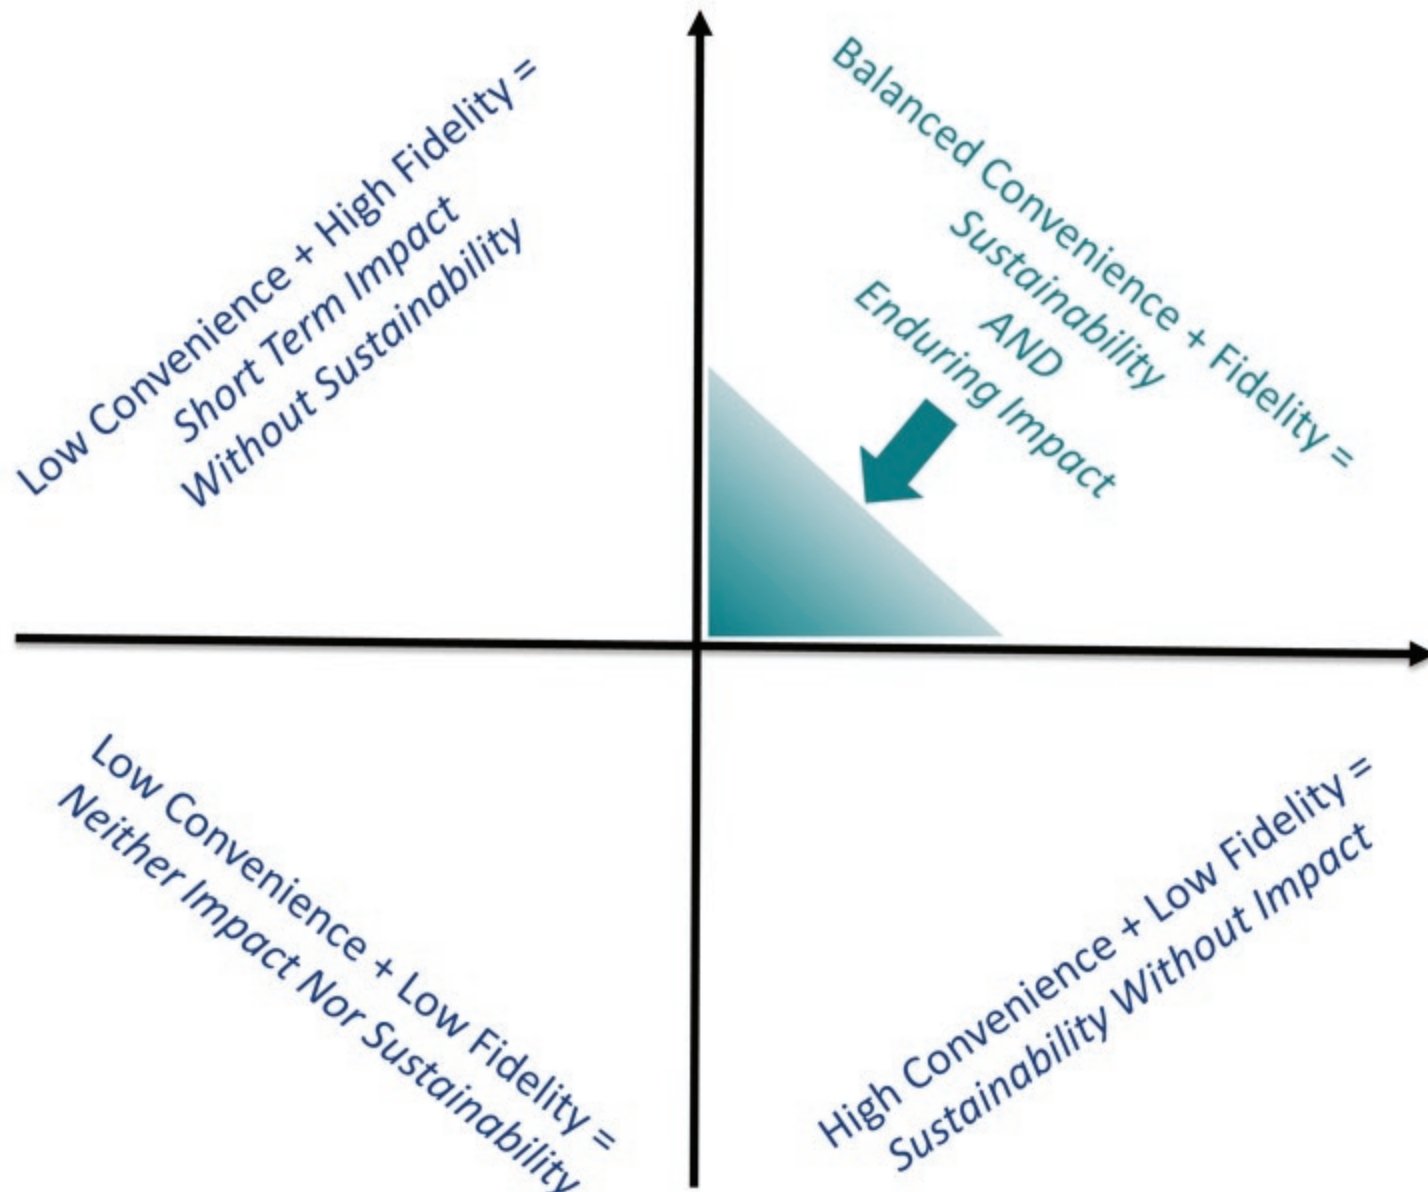 Low Convenience + High Fidelity =
Short Term Impact
Without Sustainability
Balanced Convenience + Fidelity =
Sustainability
AND
Enduring Impact
Low Convenience + Low Fidelity =
Neither Impact Nor Sustainability
High Convenience + Low Fidelity =
Sustainability Without Impact